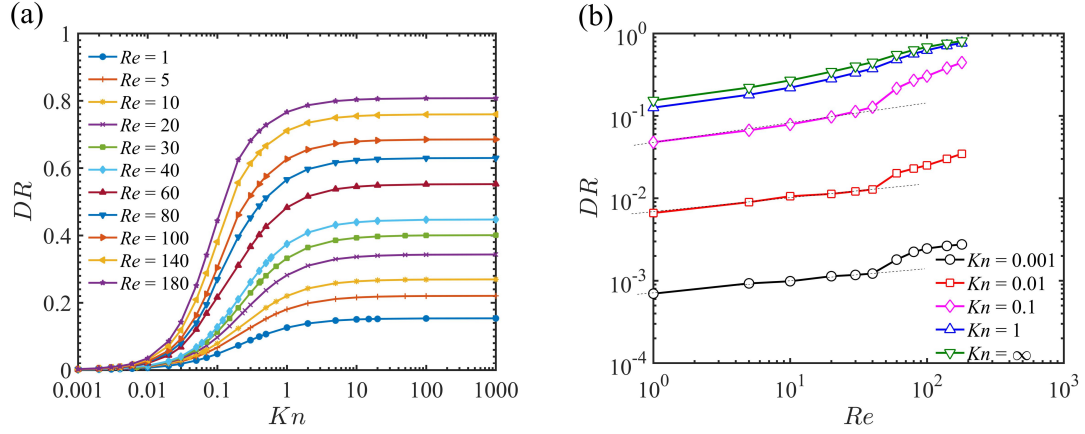 (a)
1
0.8
0.6
0.4
0.2
0
DR
Re = 1
Re = 5
Re = 10
Re = 20
Re = 30
Re = 40
Re = 60
Re = 80
Re = 100
Re = 140
Re = 180
0.001 0.01 0.1 1 10 100 1000
Kn
(b)
10^0
10^-1
10^-2
10^-3
10^-4
DR
Kn = 0.001
Kn = 0.01
Kn = 0.1
Kn = 1
Kn = ∞
10^0 10^1 10^2 10^3
Re